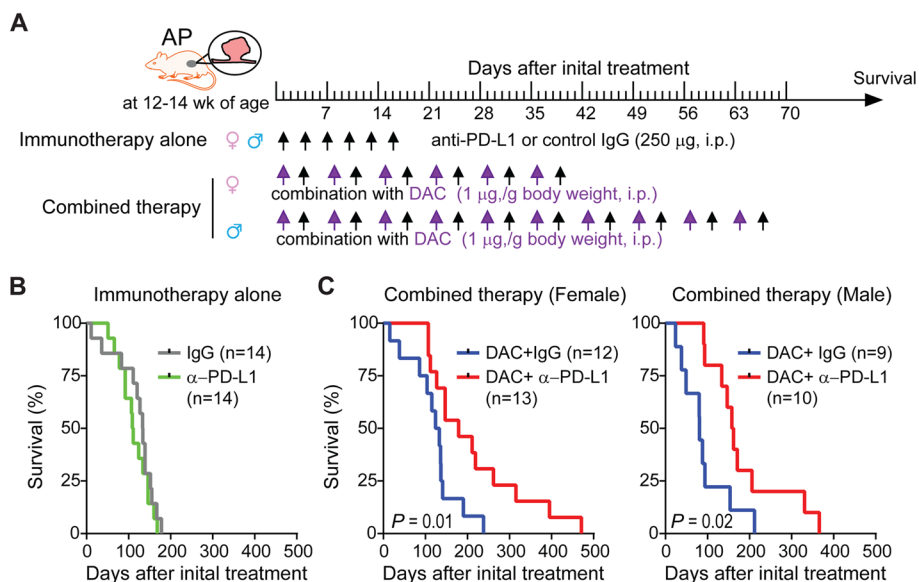 A
AP
at 12-14 wk of age
Days after inital treatment
Survival
7 14 21 28 35 42 49 56 63 70
Immunotherapy alone ♀ ♂ anti-PD-L1 or control IgG (250 µg, i.p.)
Combined therapy
♀
combination with DAC (1 µg,/g body weight, i.p.)
♂
combination with DAC (1 µg,/g body weight, i.p.)
B
Immunotherapy alone
Survival (%)
100
75
50
25
0
IgG (n=14)
α–PD-L1
(n=14)
0 100 200 300 400 500
Days after inital treatment
C
Combined therapy (Female)
Survival (%)
100
75
50
25
0
DAC+IgG (n=12)
DAC+ α–PD-L1
(n=13)
P = 0.01
0 100 200 300 400 500
Days after inital treatment
Combined therapy (Male)
100
75
50
25
0
DAC+ IgG (n=9)
DAC+ α–PD-L1
(n=10)
P = 0.02
0 100 200 300 400 500
Days after inital treatment